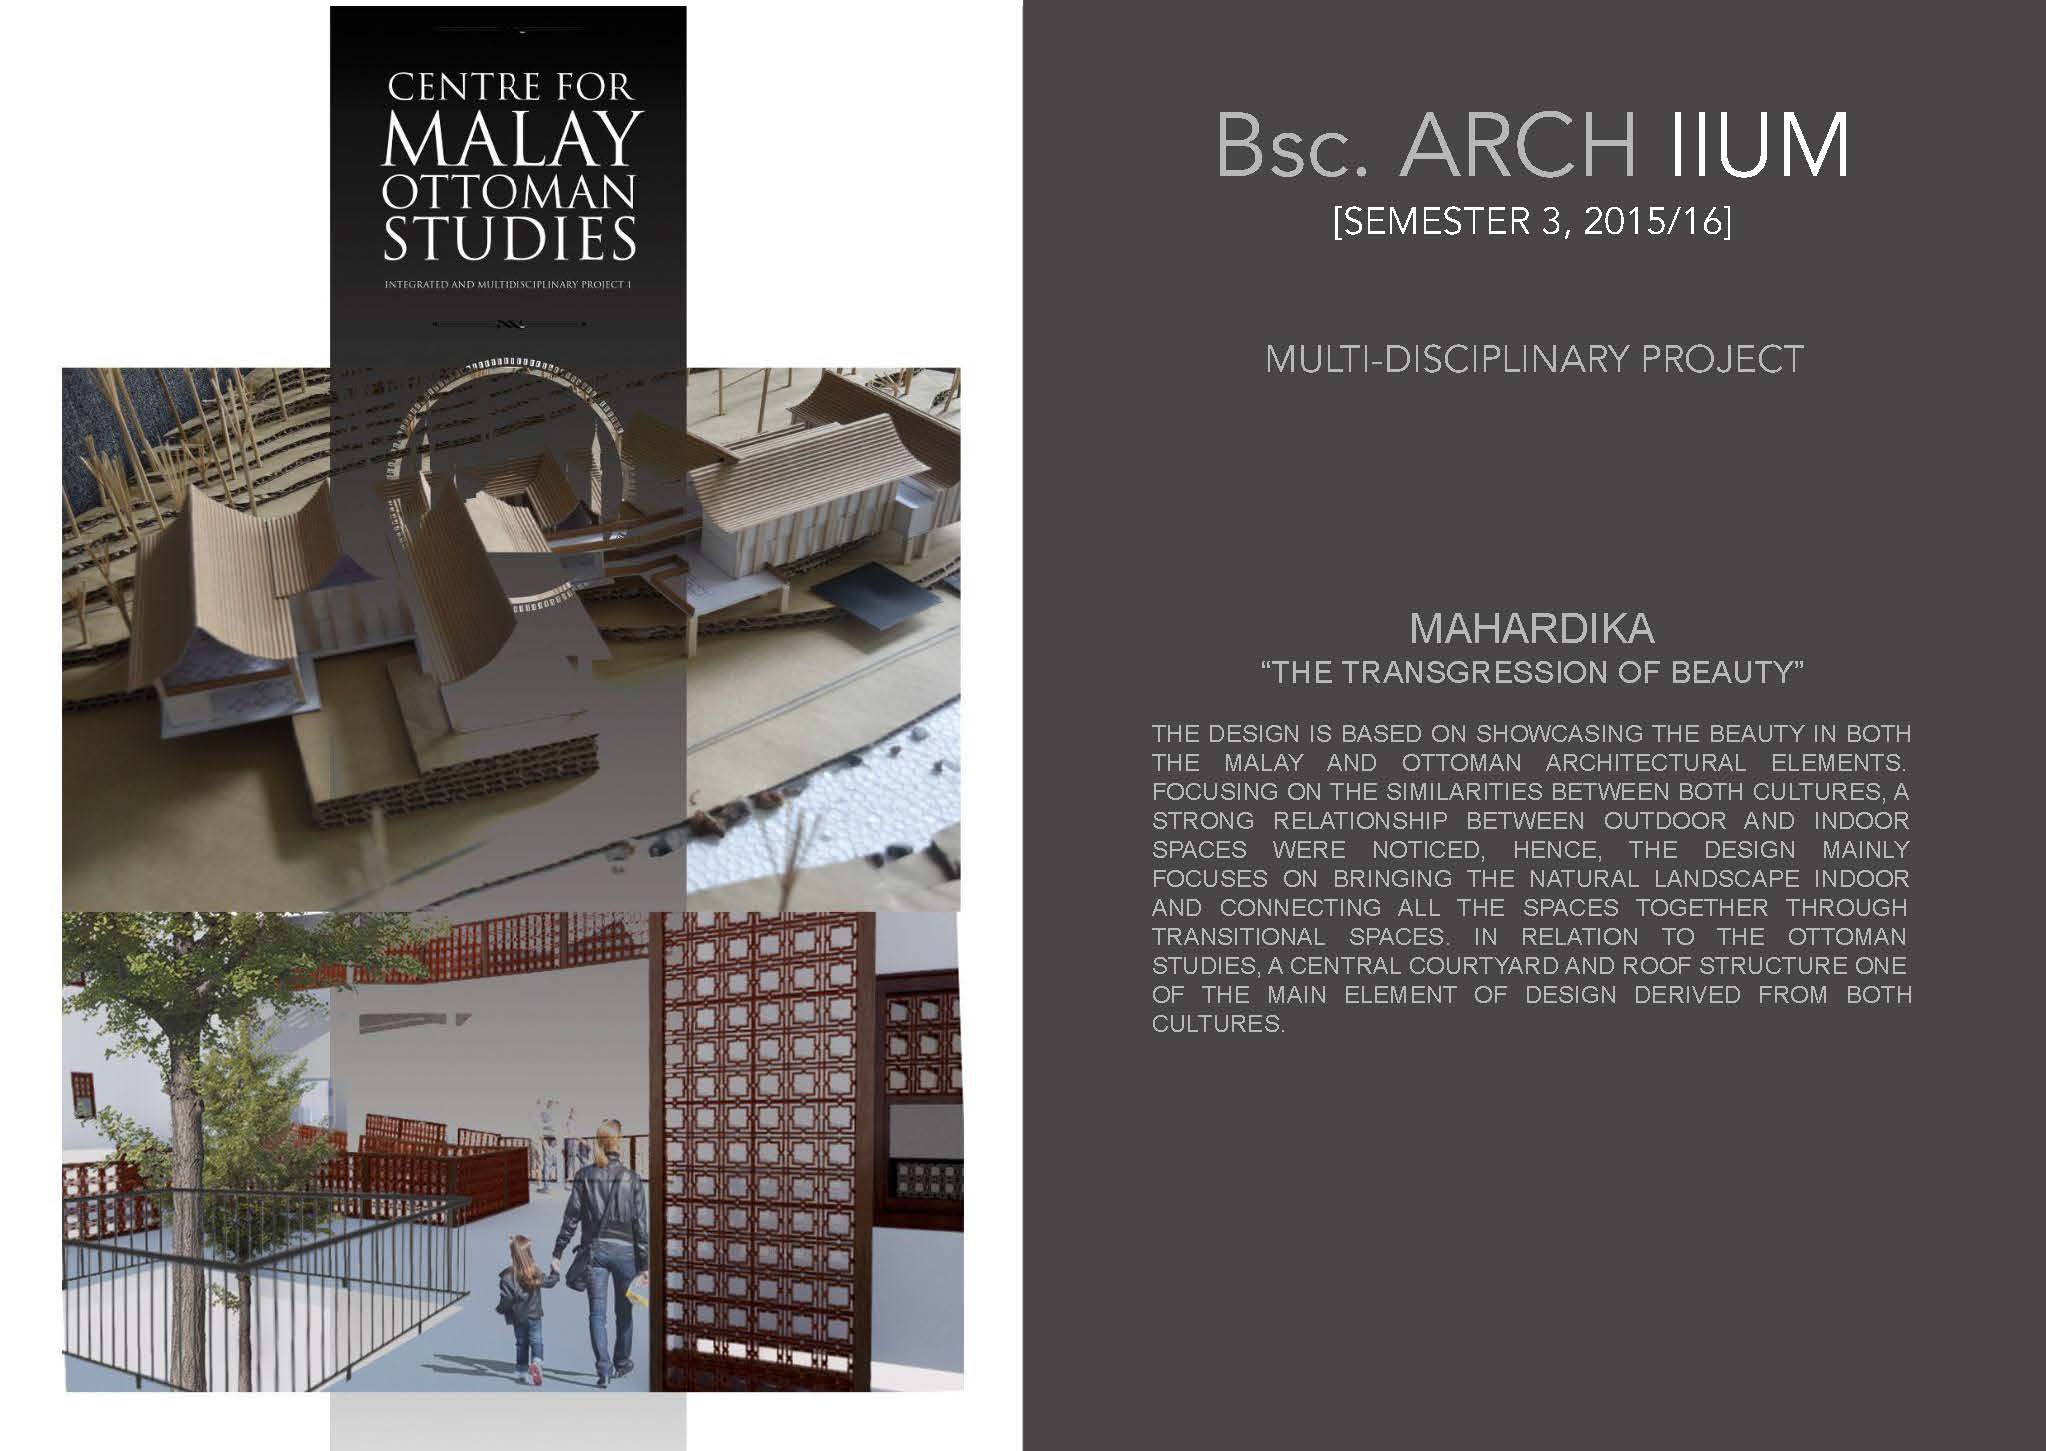 CENTRE FOR
MALAY
OTTOMAN
STUDIES
INTEGRATED AND MULTIDISCIPLINARY PROJECT 1
Bsc. ARCH IIUM
[SEMESTER 3, 2015/16]
MULTI-DISCIPLINARY PROJECT
MAHARDIKA
“THE TRANSGRESSION OF BEAUTY”
THE DESIGN IS BASED ON SHOWCASING THE BEAUTY IN BOTH
THE MALAY AND OTTOMAN ARCHITECTURAL ELEMENTS.
FOCUSING ON THE SIMILARITIES BETWEEN BOTH CULTURES, A
STRONG RELATIONSHIP BETWEEN OUTDOOR AND INDOOR
SPACES WERE NOTICED, HENCE, THE DESIGN MAINLY
FOCUSES ON BRINGING THE NATURAL LANDSCAPE INDOOR
AND CONNECTING ALL THE SPACES TOGETHER THROUGH
TRANSITIONAL SPACES. IN RELATION TO THE OTTOMAN
STUDIES, A CENTRAL COURTYARD AND ROOF STRUCTURE ONE
OF THE MAIN ELEMENT OF DESIGN DERIVED FROM BOTH
CULTURES.